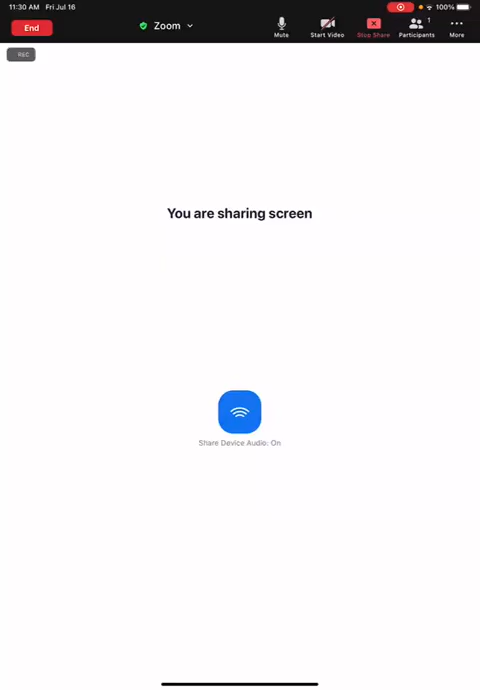 11:30 AM Fri Jul 16
100%
End
Zoom
Mute
Start Video
Stop Share
1
Participants
More
REC
You are sharing screen
Share Device Audio: On